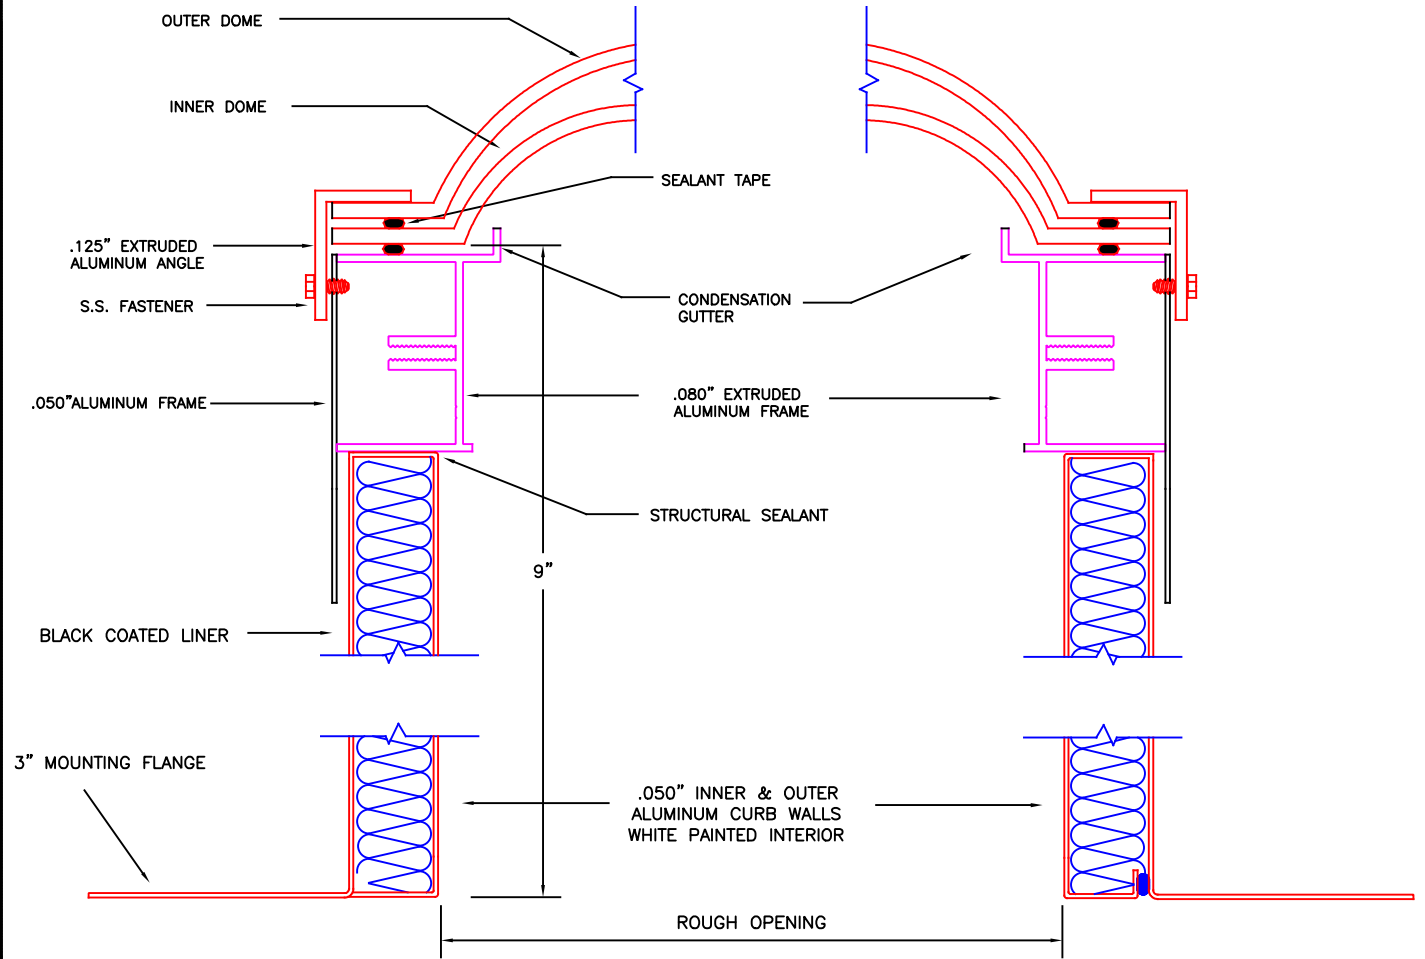 OUTER DOME
INNER DOME
SEALANT TAPE
.125" EXTRUDED
ALUMINUM ANGLE
S.S. FASTENER
CONDENSATION
GUTTER
.050"ALUMINUM FRAME
.080" EXTRUDED
ALUMINUM FRAME
STRUCTURAL SEALANT
9"
BLACK COATED LINER
3" MOUNTING FLANGE
.050" INNER & OUTER
ALUMINUM CURB WALLS
WHITE PAINTED INTERIOR
ROUGH OPENING